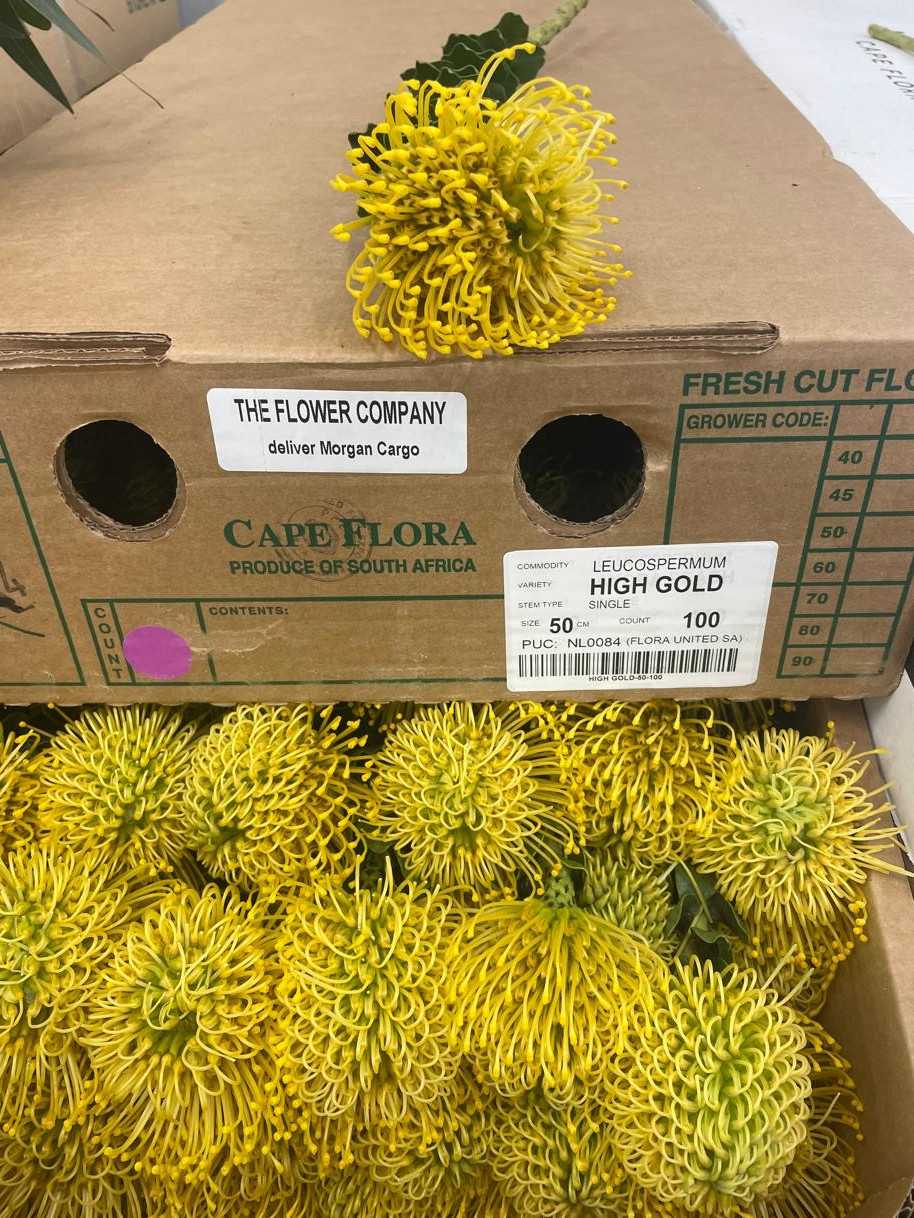 CAPE FLOR
THE FLOWER COMPANY
deliver Morgan Cargo
CAPE FLORA
PRODUCE OF SOUTH AFRICA
COUNT
CONTENTS:
FRESH CUT FLO
GROWER CODE:
40
45
50
60
70
80
90
COMMODITY LEUCOSPERMUM
VARIETY HIGH GOLD
STEM TYPE SINGLE
SIZE 50 CM COUNT 100
PUC: NL0084 (FLORA UNITED SA)
HIGH GOLD-50-100